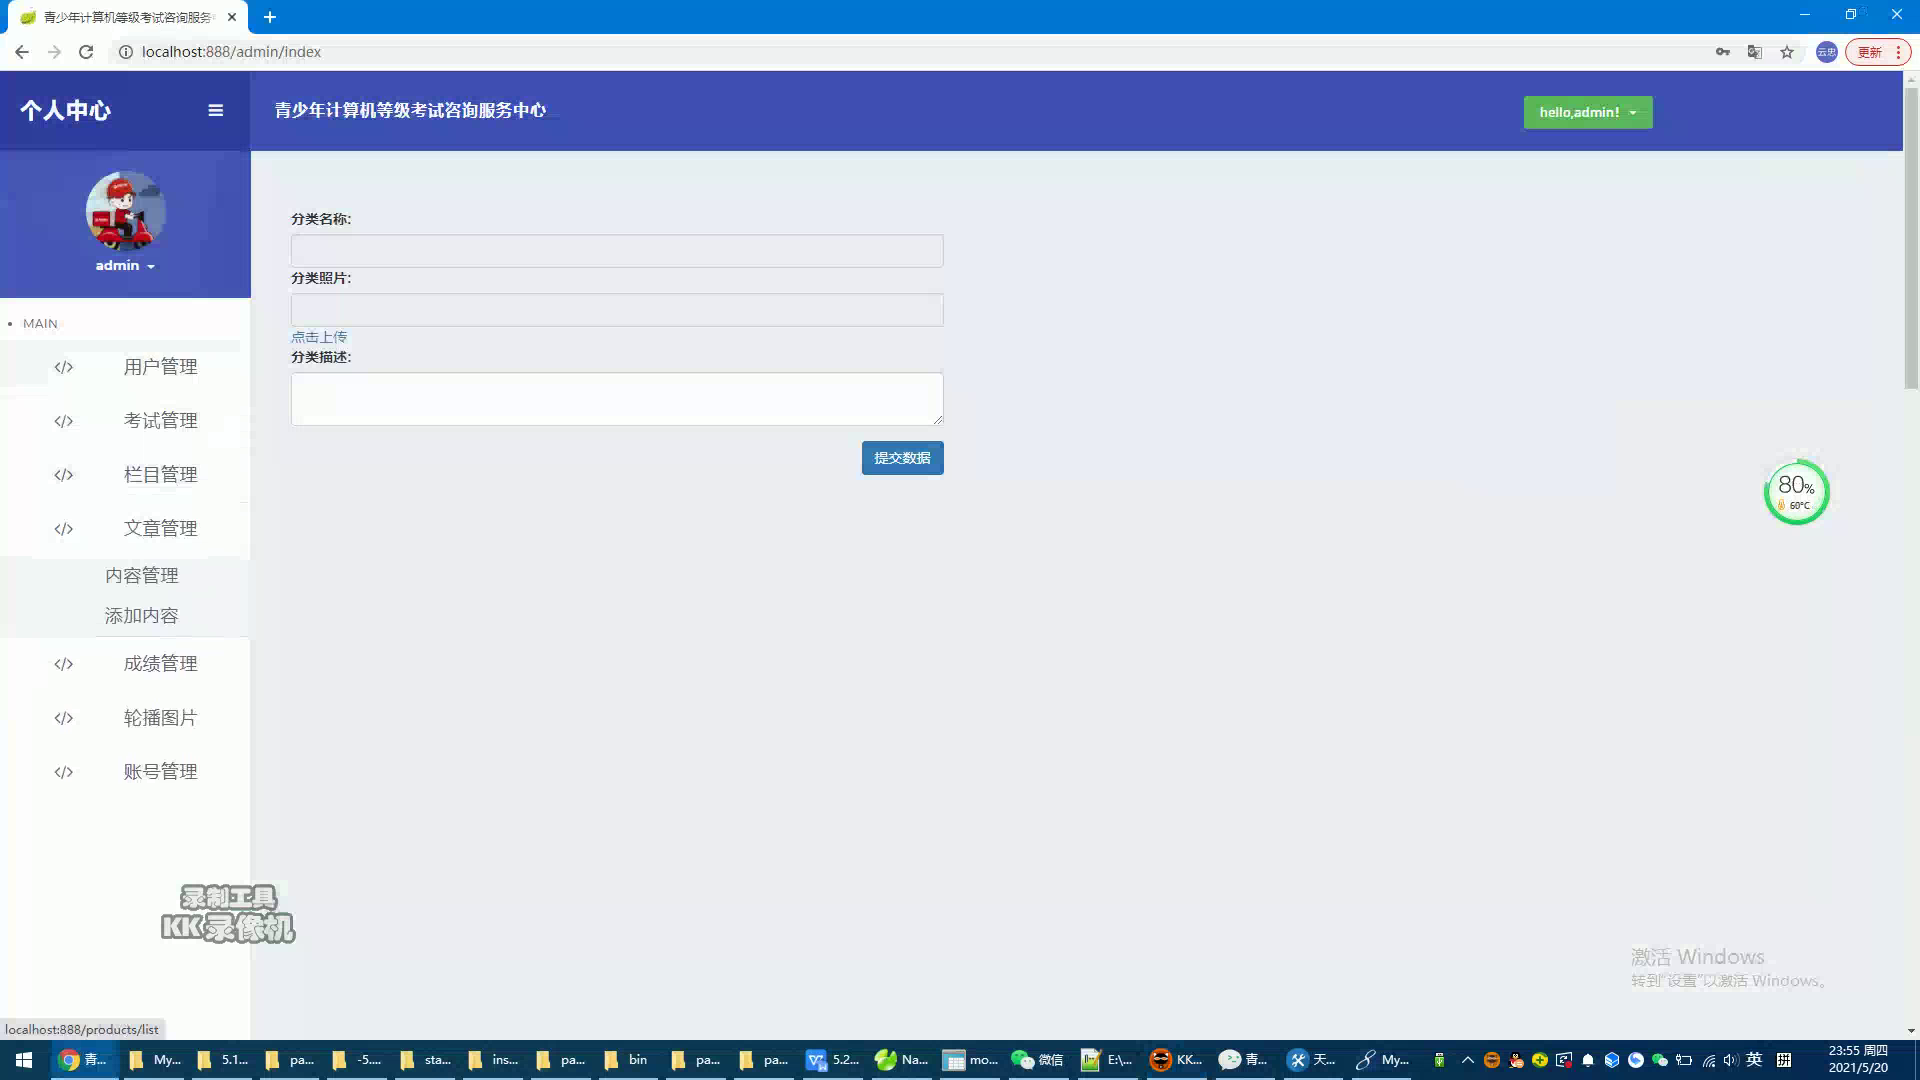 青少年计算机等级考试咨询服务
localhost:888/admin/index
云忠
更新
个人中心
青少年计算机等级考试咨询服务中心
hello,admin!
admin
MAIN
用户管理
考试管理
栏目管理
文章管理
内容管理
添加内容
成绩管理
轮播图片
账号管理
分类名称:
分类照片:
点击上传
分类描述:
提交数据
80%
60°C
录制工具
KK录像机
激活 Windows
转到"设置"以激活 Windows。
localhost:888/products/list
青...
My...
5.1...
pa...
-5....
sta...
ins...
pa...
bin
pa...
pa...
5.2...
Na...
mo...
微信
E:\...
KK...
青...
天...
My...
英
拼
23:55 周四
2021/5/20